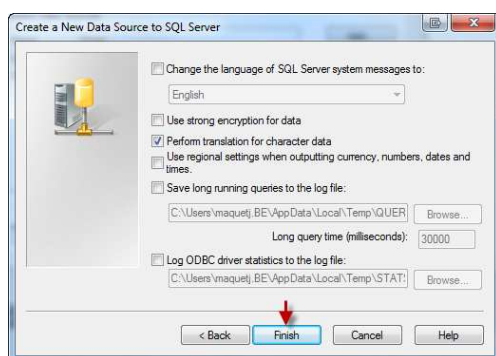 Create a New Data Source to SQL Server
Change the language of SQL Server system messages to:
English
Use strong encryption for data
Perform translation for character data
Use regional settings when outputting currency, numbers, dates and
times.
Save long running queries to the log file:
C:\Users\maquetj.BE\AppData\Local\Temp\QUER
Browse...
Long query time (milliseconds):
30000
Log ODBC driver statistics to the log file:
C:\Users\maquetj.BE\AppData\Local\Temp\STAT:
Browse...
< Back
Finish
Cancel
Help